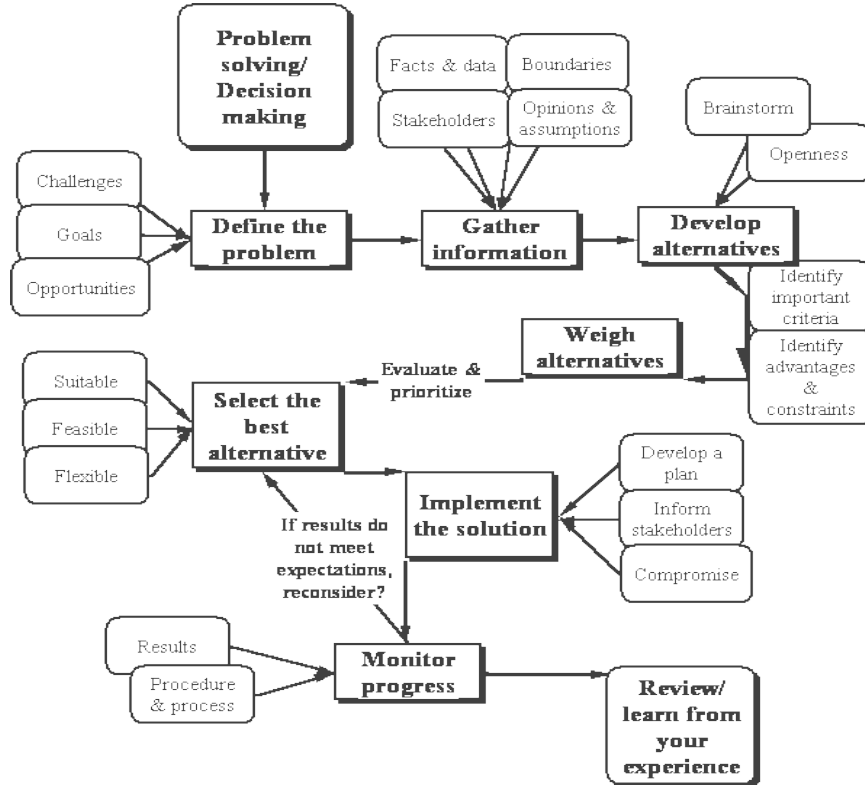 Problem
solving/
Decision
making
Facts & data
Boundaries
Stakeholders
Opinions &
assumptions
Brainstorm
Openness
Challenges
Goals
Opportunities
Define the
problem
Gather
information
Develop
alternatives
Identify
important
criteria
Identify
advantages
& constraints
Weigh
alternatives
Evaluate &
prioritize
Suitable
Feasible
Flexible
Select the
best
alternative
Develop a
plan
Inform
stakeholders
Compromise
Implement
the solution
If results do
not meet
expectations,
reconsider?
Results
Procedure
& process
Monitor
progress
Review/
learn from
your
experience